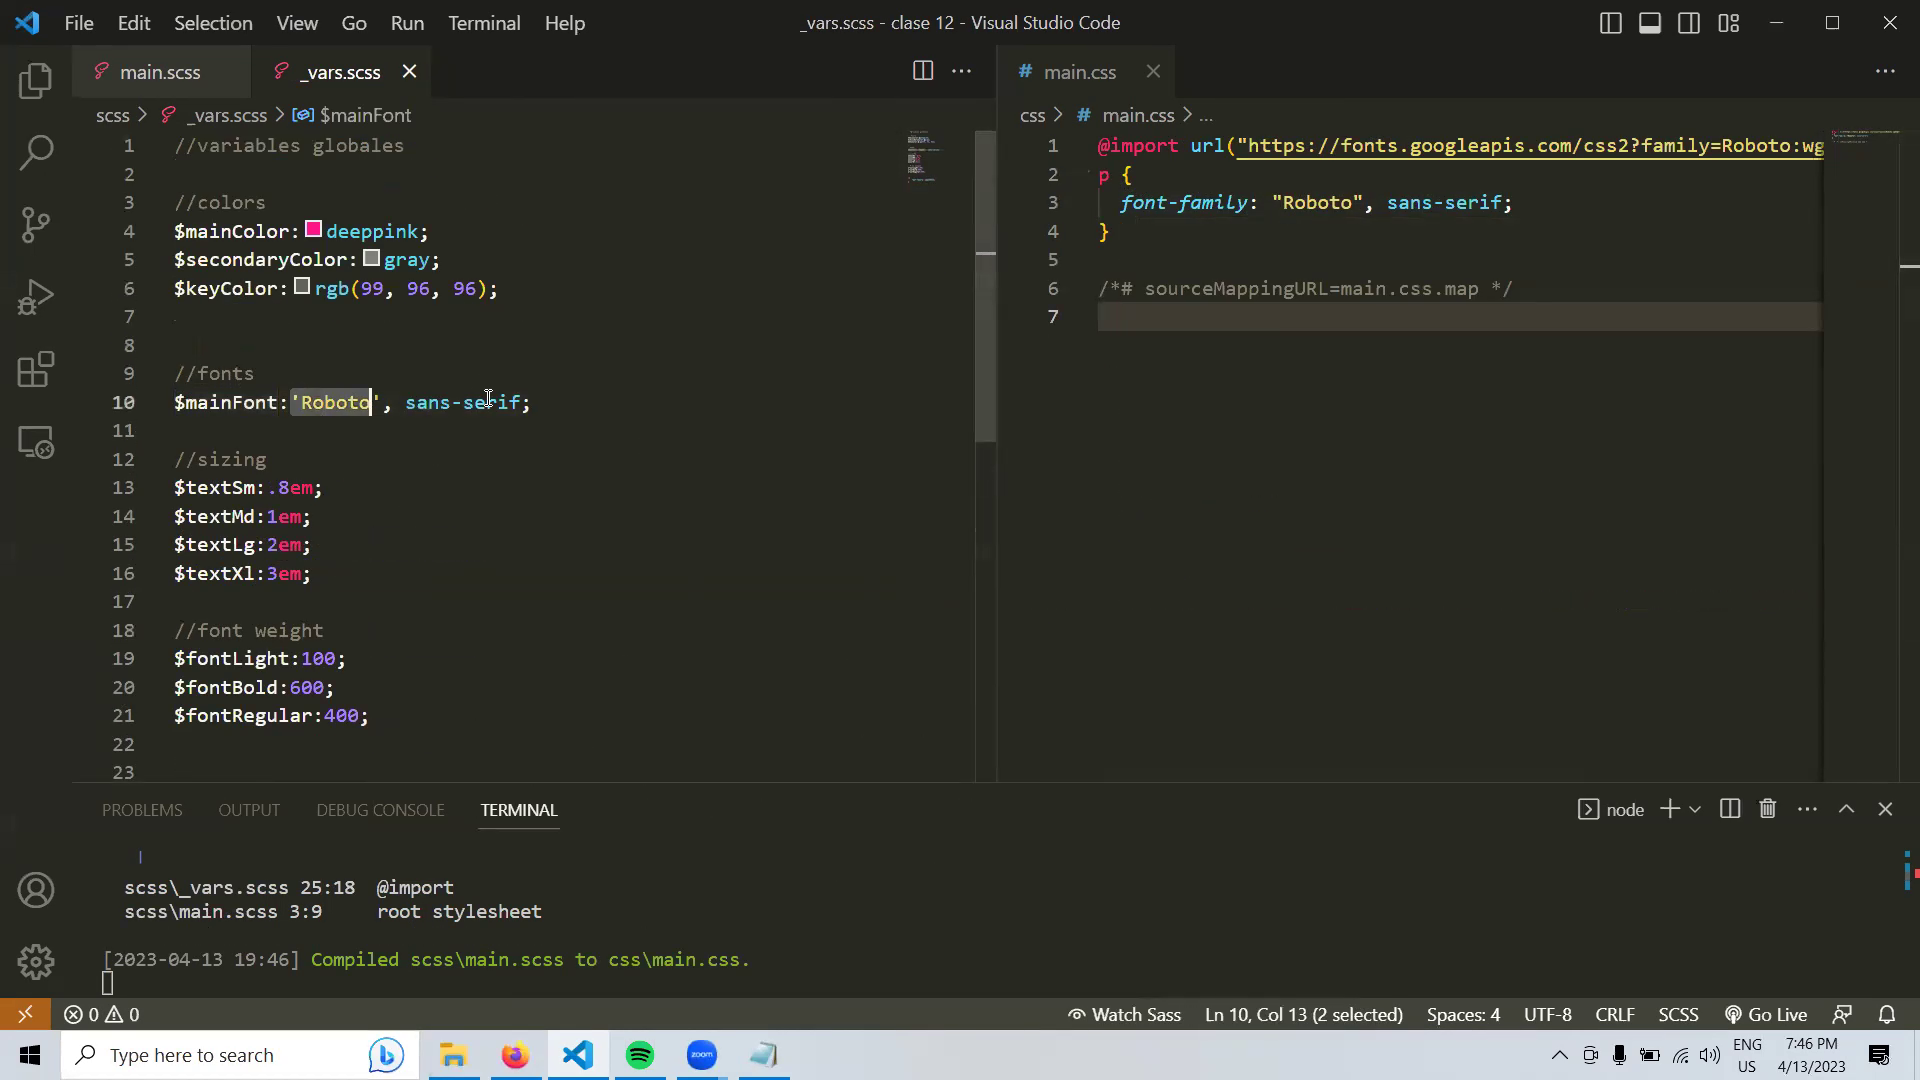 File Edit Selection View Go Run Terminal Help
_vars.scss - clase 12 - Visual Studio Code
main.scss
_vars.scss
scss > _vars.scss > $mainFont
1 //variables globales
2
3 //colors
4 $mainColor:deeppink;
5 $secondaryColor:gray;
6 $keyColor:rgb(99, 96, 96);
7
8
9 //fonts
10 $mainFont:'Roboto', sans-serif;
11
12 //sizing
13 $textSm:.8em;
14 $textMd:1em;
15 $textLg:2em;
16 $textXl:3em;
17
18 //font weight
19 $fontLight:100;
20 $fontBold:600;
21 $fontRegular:400;
22
23
# main.css
css > # main.css > ...
1 @import url("https://fonts.googleapis.com/css2?family=Roboto:wg
2 p {
3 font-family: "Roboto", sans-serif;
4 }
5
6 /*# sourceMappingURL=main.css.map */
7
PROBLEMS OUTPUT DEBUG CONSOLE TERMINAL
node
scss\_vars.scss 25:18 @import
scss\main.scss 3:9 root stylesheet
[2023-04-13 19:46] Compiled scss\main.scss to css\main.css.
0 0 Watch Sass Ln 10, Col 13 (2 selected) Spaces: 4 UTF-8 CRLF SCSS Go Live
Type here to search
zoom
ENG
US
7:46 PM
4/13/2023